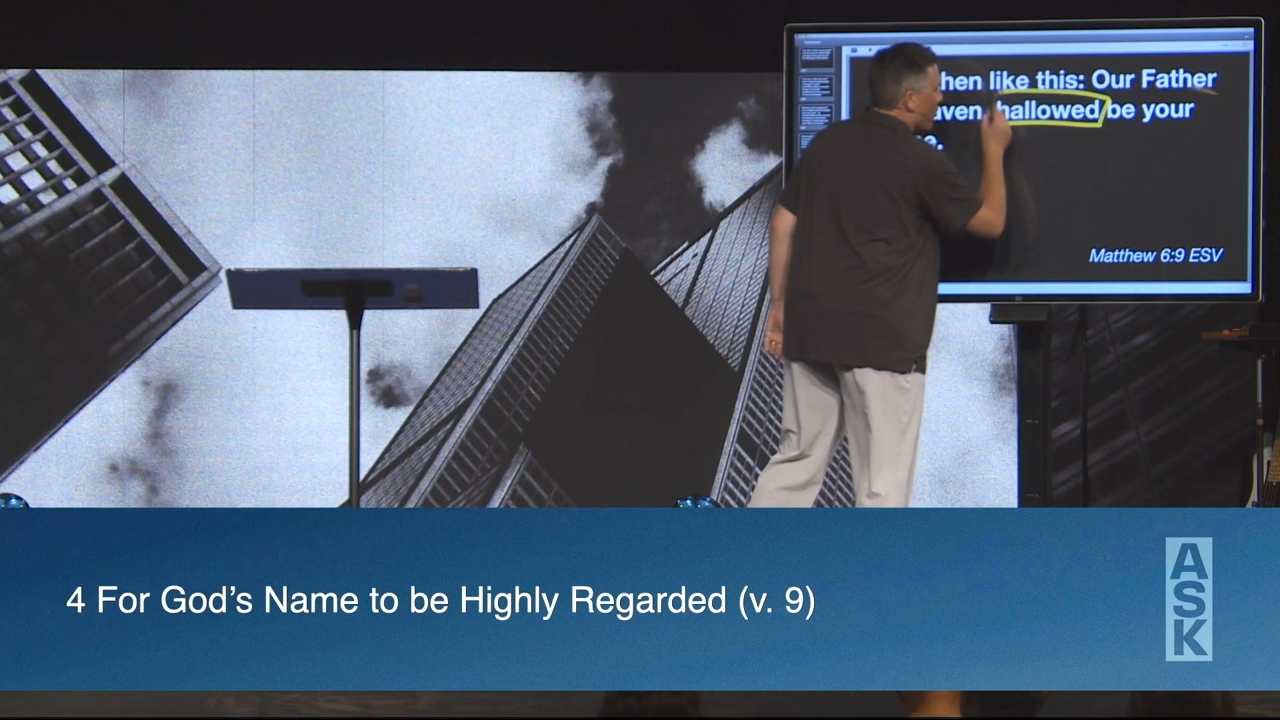 hen like this: Our Father
aven, hallowed be your
e.
Matthew 6:9 ESV
4 For God's Name to be Highly Regarded (v. 9)
ASK